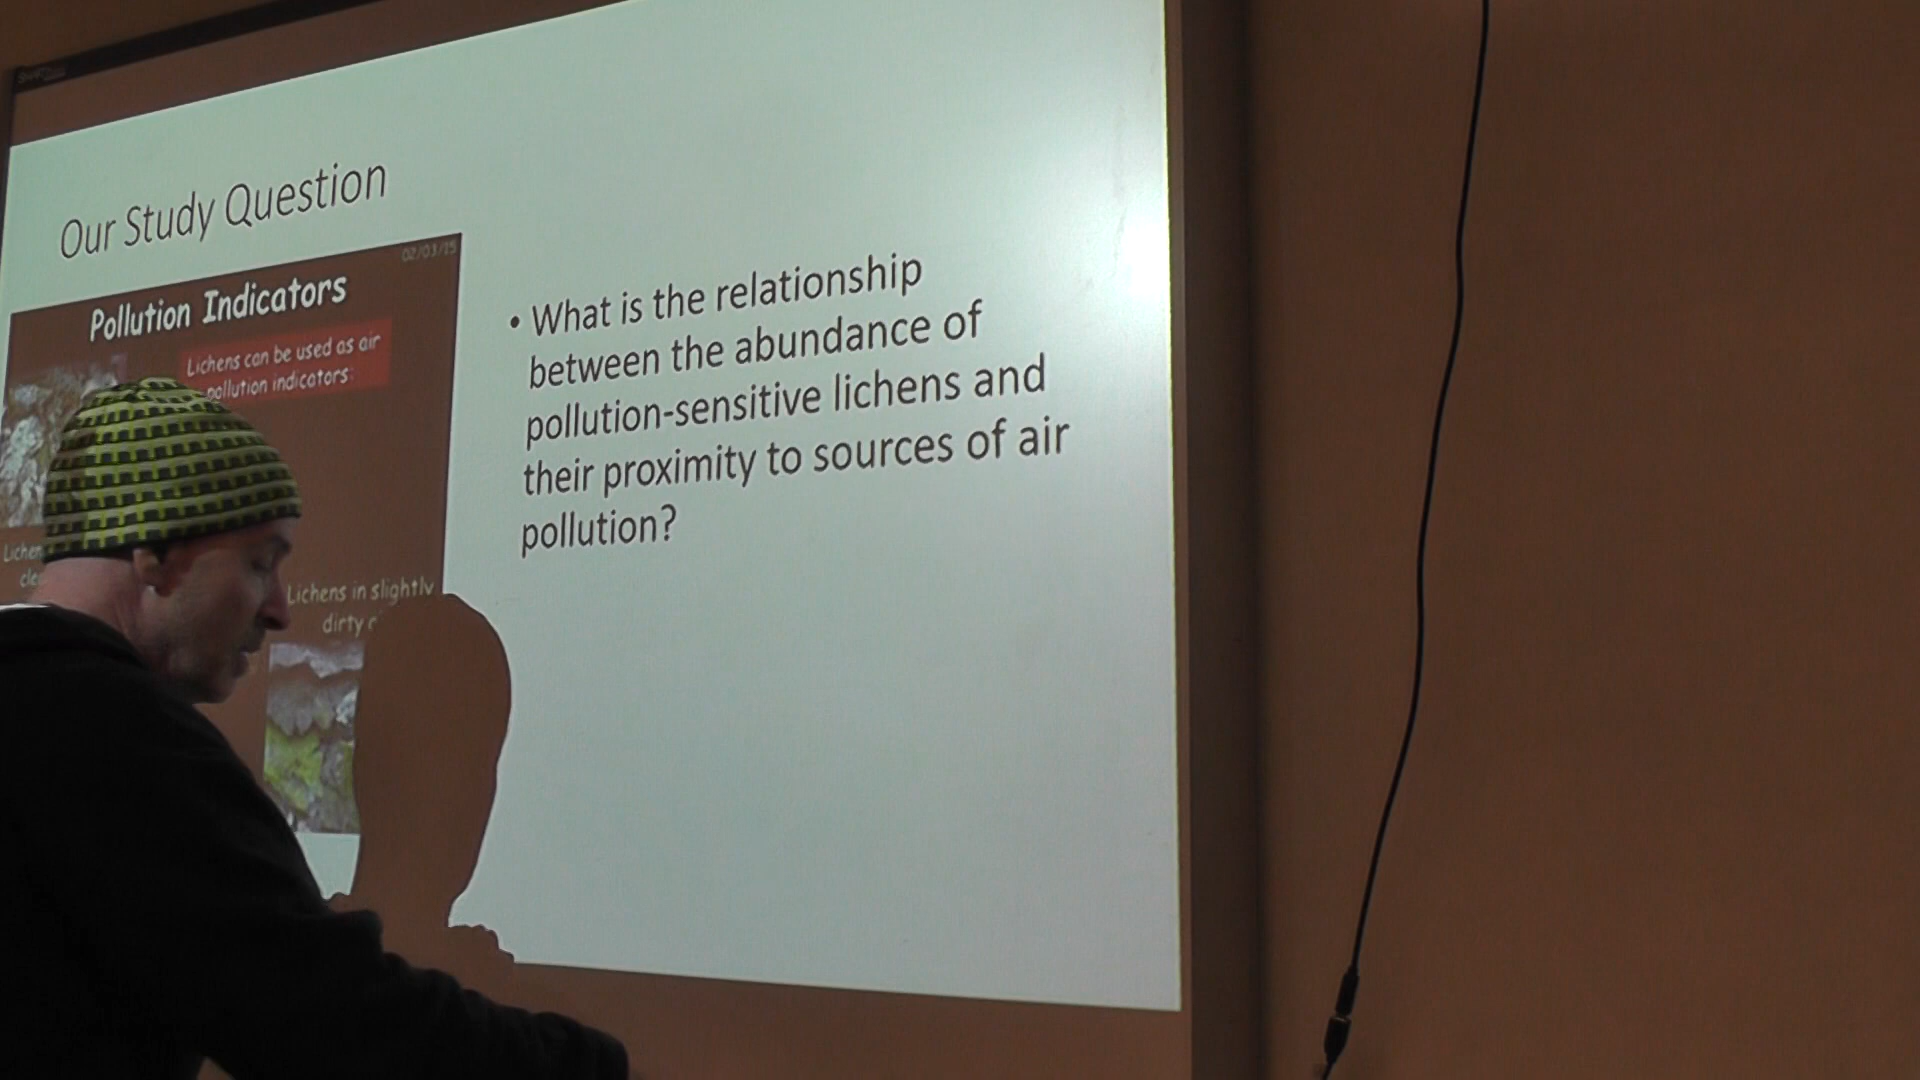 Our Study Question
02/03/15
Pollution Indicators
Lichens can be used as air
pollution indicators:
Lichens in slightly
dirty
• What is the relationship
between the abundance of
pollution-sensitive lichens and
their proximity to sources of air
pollution?